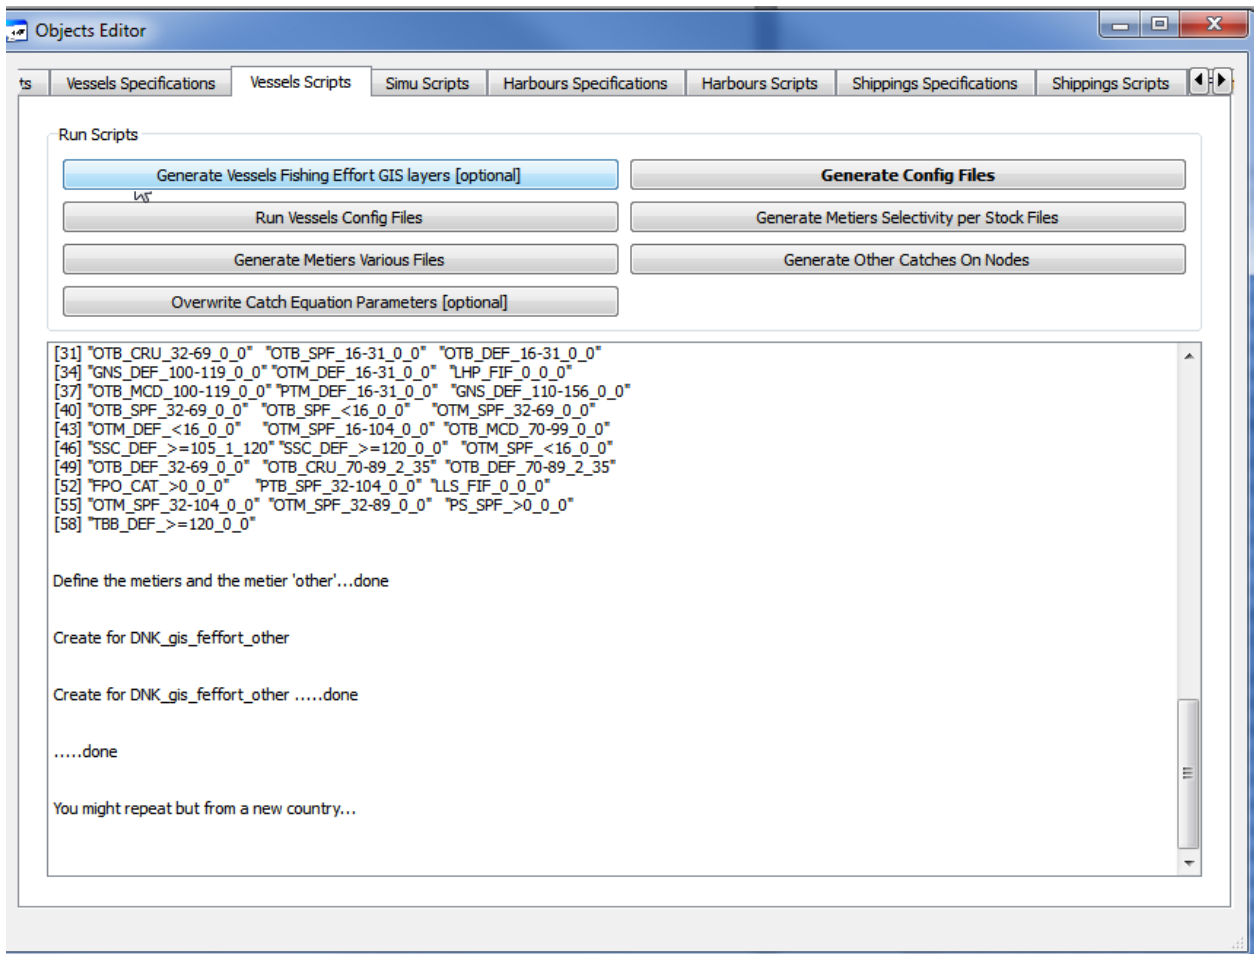 Objects Editor
ts Vessels Specifications Vessels Scripts Simu Scripts Harbours Specifications Harbours Scripts Shippings Specifications Shippings Scripts
Run Scripts
Generate Vessels Fishing Effort GIS layers [optional] Generate Config Files
Run Vessels Config Files Generate Metiers Selectivity per Stock Files
Generate Metiers Various Files Generate Other Catches On Nodes
Overwrite Catch Equation Parameters [optional]
[31] "OTB_CRU_32-69_0_0" "OTB_SPF_16-31_0_0" "OTB_DEF_16-31_0_0"
[34] "GNS_DEF_100-119_0_0" "OTM_DEF_16-31_0_0" "LHP_FIF_0_0_0"
[37] "OTB_MCD_100-119_0_0" "PTM_DEF_16-31_0_0" "GNS_DEF_110-156_0_0"
[40] "OTB_SPF_32-69_0_0" "OTB_SPF_<16_0_0" "OTM_SPF_32-69_0_0"
[43] "OTM_DEF_<16_0_0" "OTM_SPF_16-104_0_0" "OTB_MCD_70-99_0_0"
[46] "SSC_DEF_>=105_1_120" "SSC_DEF_>=120_0_0" "OTM_SPF_<16_0_0"
[49] "OTB_DEF_32-69_0_0" "OTB_CRU_70-89_2_35" "OTB_DEF_70-89_2_35"
[52] "FPO_CAT_>0_0_0" "PTB_SPF_32-104_0_0" "LLS_FIF_0_0_0"
[55] "OTM_SPF_32-104_0_0" "OTM_SPF_32-89_0_0" "PS_SPF_>0_0_0"
[58] "TBB_DEF_>=120_0_0"
Define the metiers and the metier 'other'...done
Create for DNK_gis_feffort_other
Create for DNK_gis_feffort_other .....done
.....done
You might repeat but from a new country...